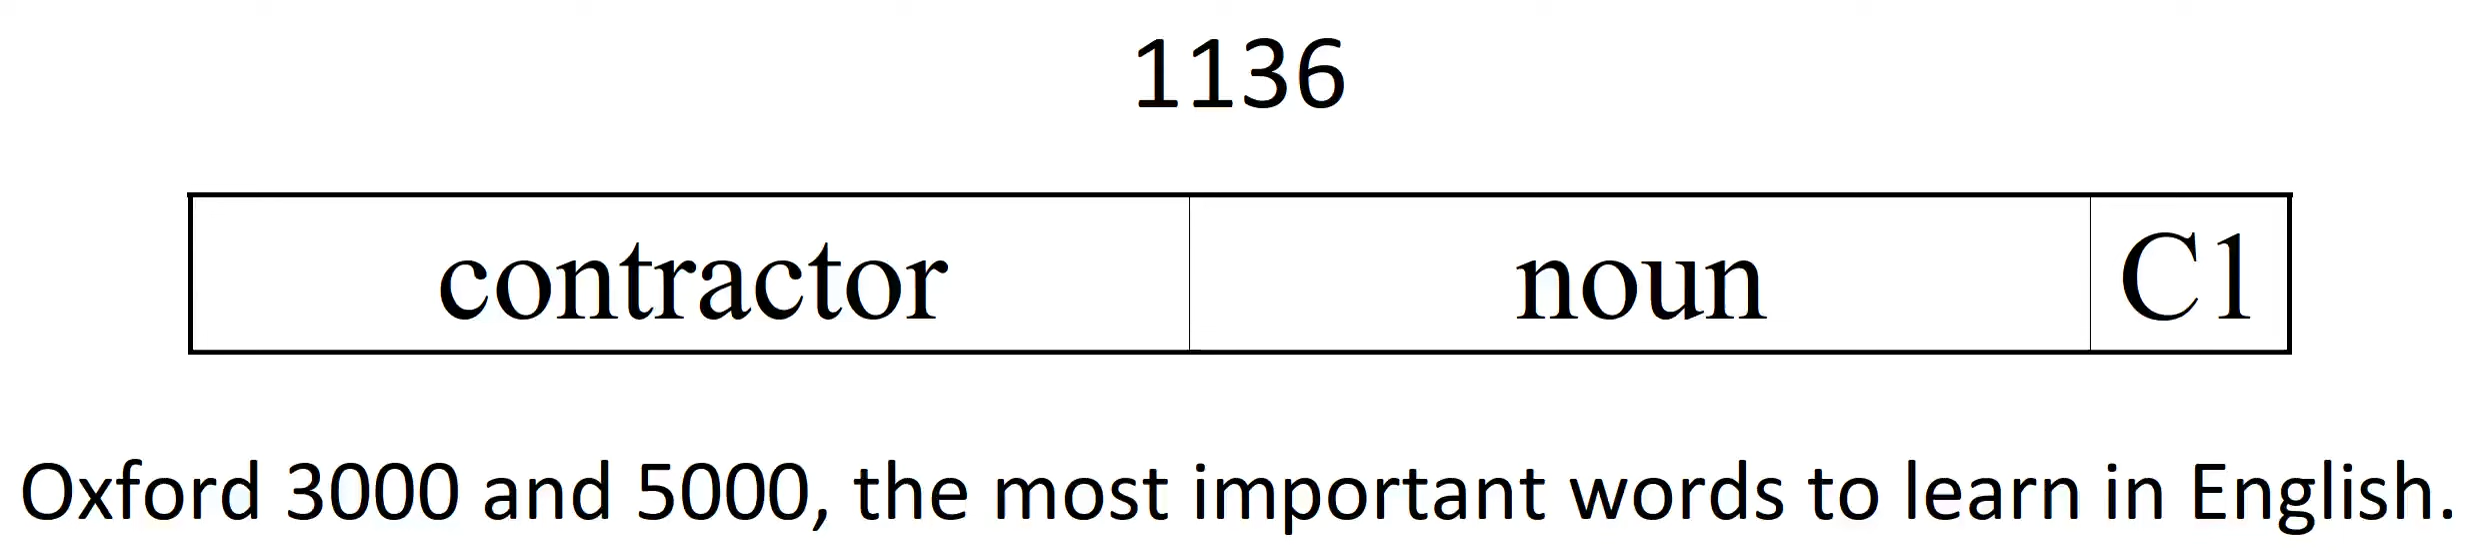 1136
contractor noun C1
Oxford 3000 and 5000, the most important words to learn in English.